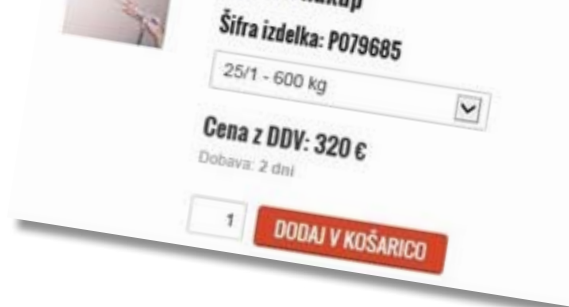 Šifra izdelka: P079685
25/1 - 600 kg
Cena z DDV: 320 €
Dobava: 2 dni
1
DODAJ V KOŠARICO